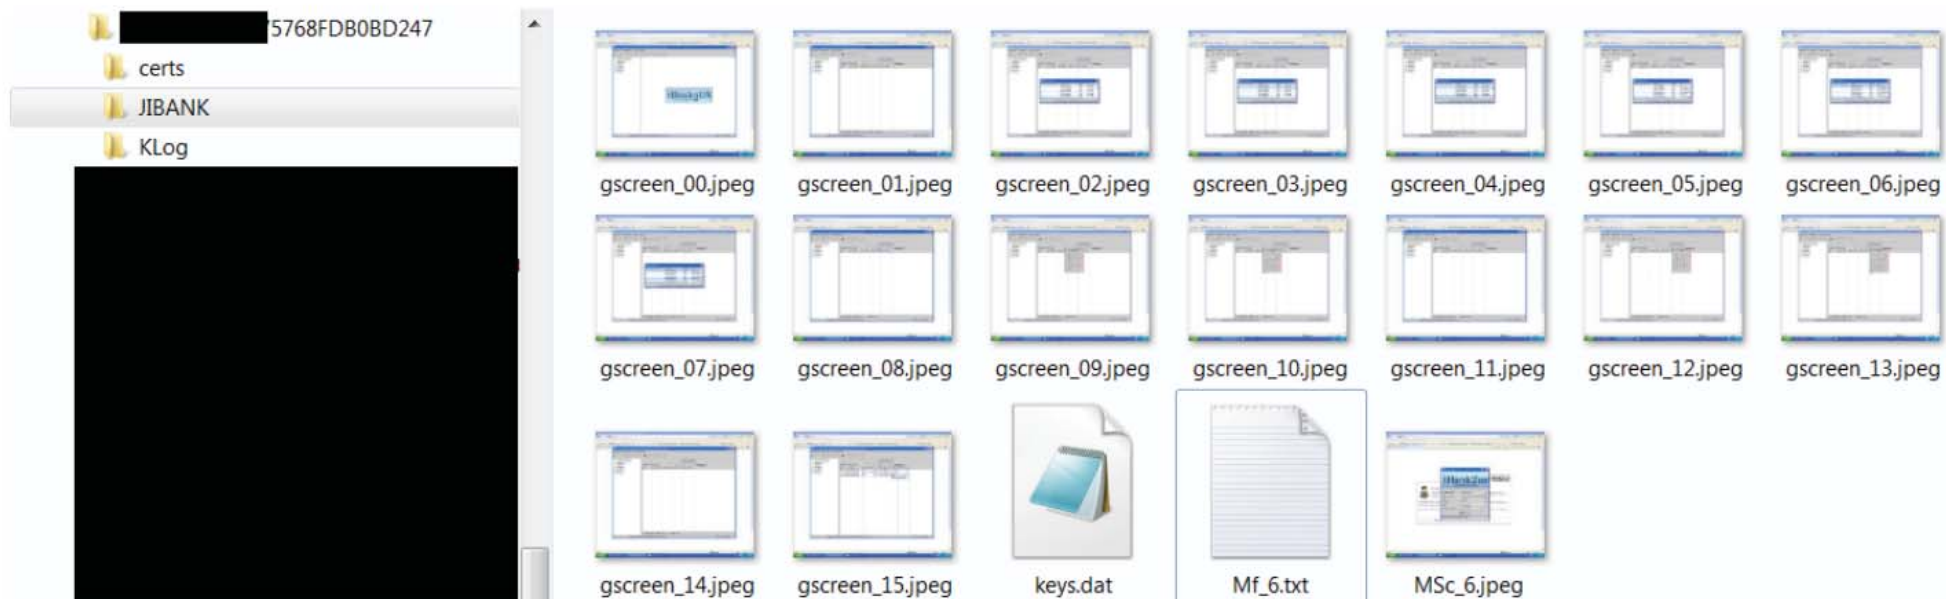 5768FDB0BD247
certs
JIBANK
KLog
gscreen_00.jpeg gscreen_01.jpeg gscreen_02.jpeg gscreen_03.jpeg gscreen_04.jpeg gscreen_05.jpeg gscreen_06.jpeg
gscreen_07.jpeg gscreen_08.jpeg gscreen_09.jpeg gscreen_10.jpeg gscreen_11.jpeg gscreen_12.jpeg gscreen_13.jpeg
gscreen_14.jpeg gscreen_15.jpeg keys.dat Mf_6.txt MSc_6.jpeg